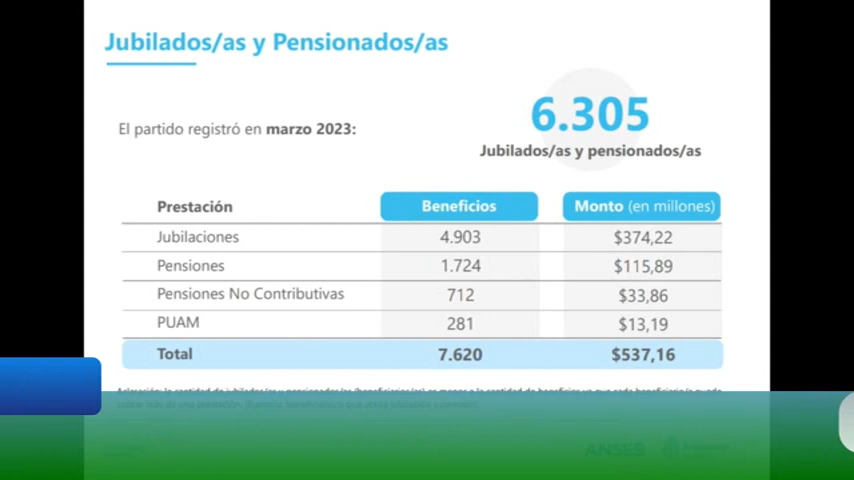 Jubilados/as y Pensionados/as
El partido registró en marzo 2023:
6.305
Jubilados/as y pensionados/as
Prestación Beneficios Monto (en millones)
Jubilaciones 4.903 $374,22
Pensiones 1.724 $115,89
Pensiones No Contributivas 712 $33,86
PUAM 281 $13,19
Total 7.620 $537,16
ANSES